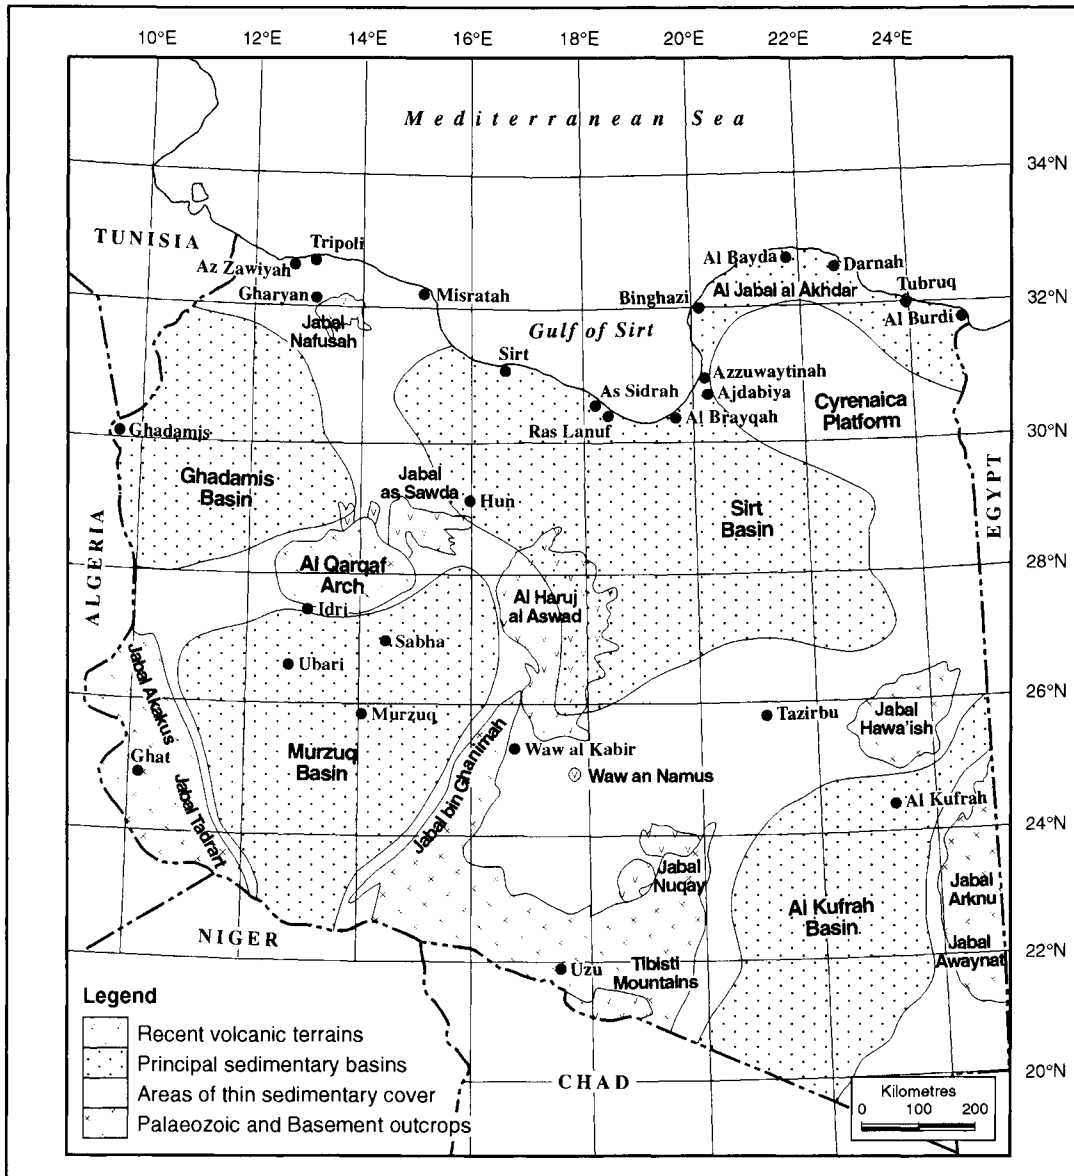 10°E 12°E 14°E 16°E 18°E 20°E 22°E 24°E
Mediterranean Sea
34°N
TUNISIA
Tripoli
Az Zawiyah
Al Bayda
Darnah
Gharyan
Misratah
Al Jabal al Akhdar
Tubruq
Binghazi
32°N
Jabal
Nafusah
Gulf of Sirt
Al Burdi
Sirt
Azzuwaytinah
As Sidrah
Ajdabiya
Cyrenaica
Platform
Ras Lanuf
Al Brayqah
Ghadamis
30°N
Ghadamis
Basin
Jabal
as Sawda
Hun
Sirt
Basin
EGYPT
ALGERIA
Al Qarqaf
Arch
28°N
Idri
Al Haruj
al Aswad
Sabha
Ubari
Jabal Akakus
26°N
Murzuq
Tazirbu
Jabal
Hawa'ish
Murzuq
Basin
Jabal bin Ghanimah
Waw al Kabir
Waw an Namus
Ghat
Jabal Tadrart
Al Kufrah
24°N
Jabal
Nuqay
Jabal
Arknu
Al Kufrah
Basin
NIGER
Jabal
Awaynat
22°N
Uzu
Tibisti
Mountains
Legend
Recent volcanic terrains
Principal sedimentary basins
Areas of thin sedimentary cover
Palaeozoic and Basement outcrops
CHAD
20°N
Kilometres
0 100 200